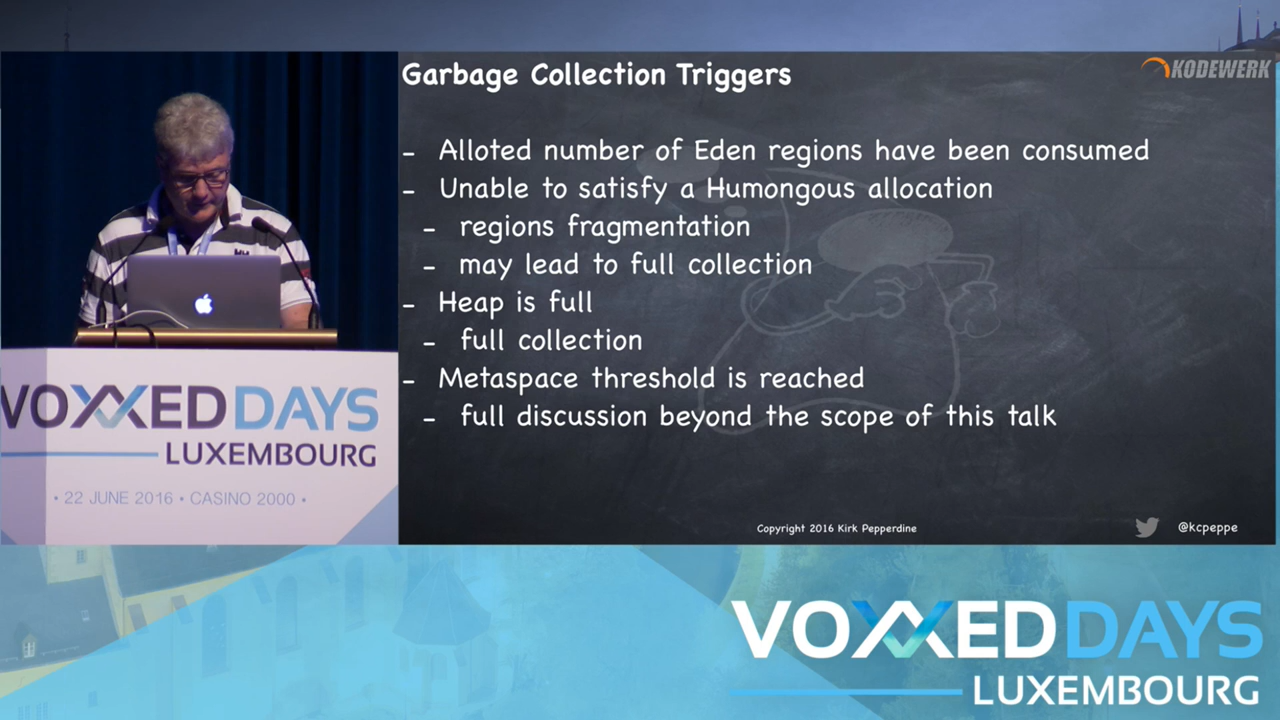 Garbage Collection Triggers
KODEWERK
- Alloted number of Eden regions have been consumed
- Unable to satisfy a Humongous allocation
- regions fragmentation
- may lead to full collection
- Heap is full
- full collection
- Metaspace threshold is reached
- full discussion beyond the scope of this talk
Copyright 2016 Kirk Pepperdine
@kcpeppe
VOXXED DAYS
LUXEMBOURG
• 22 JUNE 2016 • CASINO 2000 •
VOXXED DAYS
LUXEMBOURG